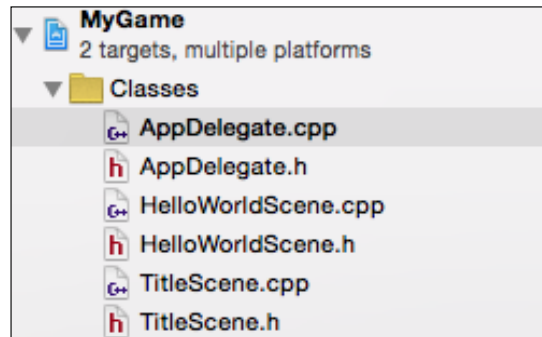 MyGame
2 targets, multiple platforms
Classes
C++ AppDelegate.cpp
h AppDelegate.h
C++ HelloWorldScene.cpp
h HelloWorldScene.h
C++ TitleScene.cpp
h TitleScene.h